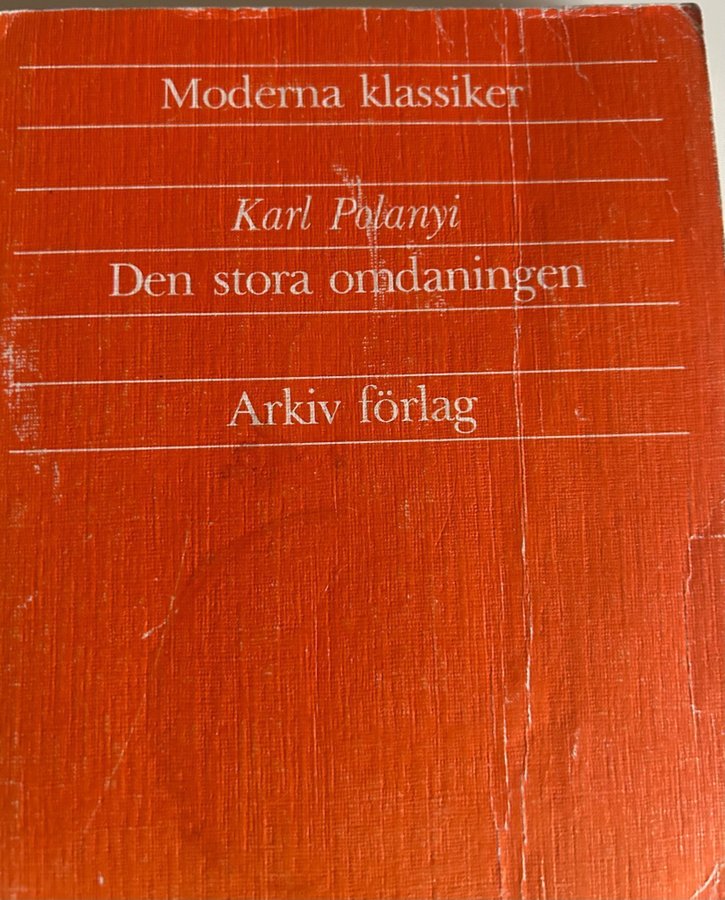 Moderna klassiker
Karl Polanyi
Den stora omdaningen
Arkiv förlag